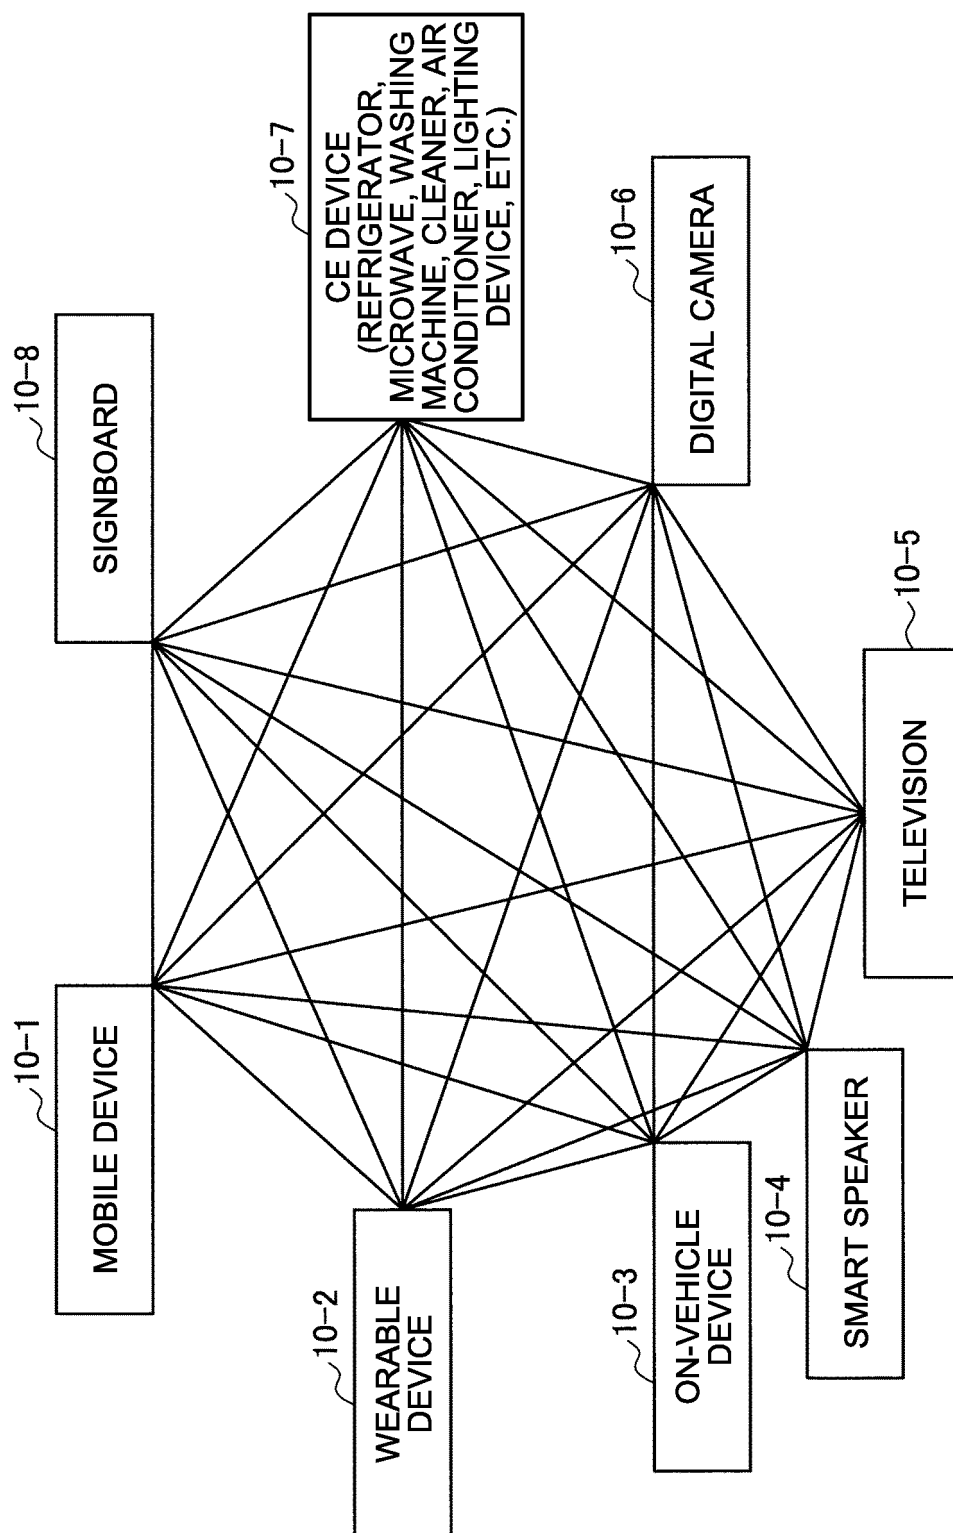 10-1
MOBILE DEVICE
10-8
SIGNBOARD
10-2
WEARABLE
DEVICE
10-7
CE DEVICE
(REFRIGERATOR,
MICROWAVE, WASHING
MACHINE, CLEANER, AIR
CONDITIONER, LIGHTING
DEVICE, ETC.)
10-3
ON-VEHICLE
DEVICE
10-6
DIGITAL CAMERA
10-4
SMART SPEAKER
10-5
TELEVISION